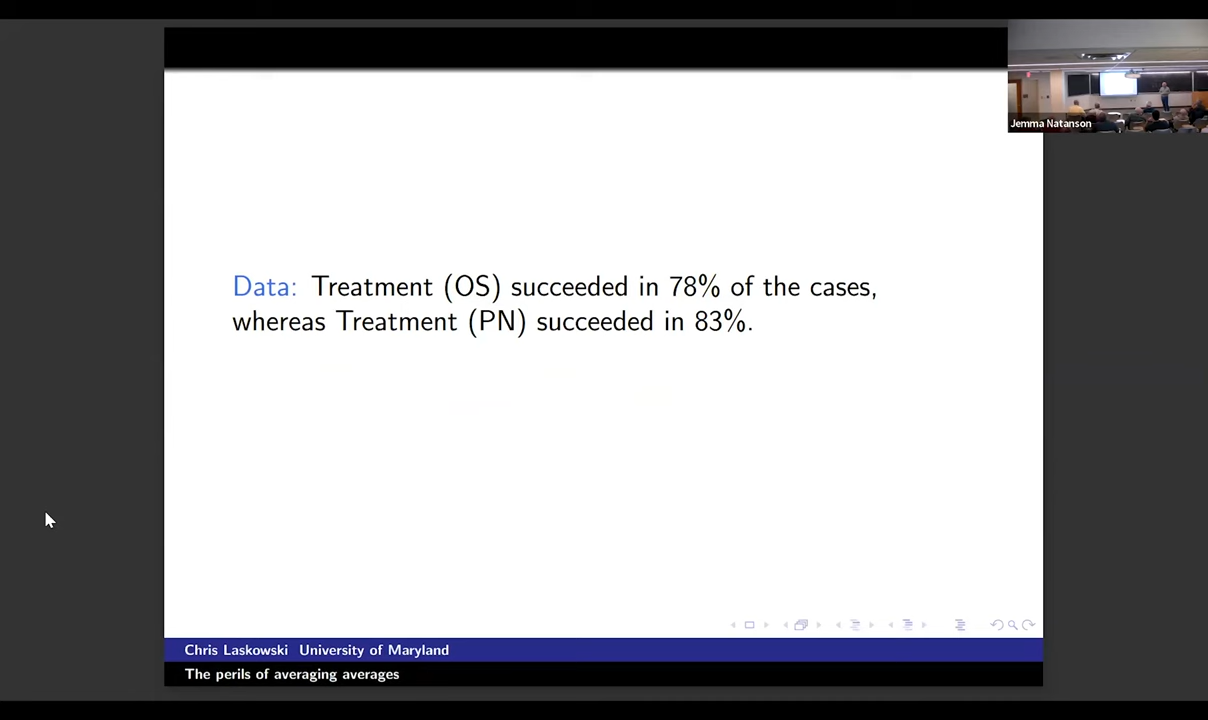 Jemma Natanson
Data: Treatment (OS) succeeded in 78% of the cases,
whereas Treatment (PN) succeeded in 83%.
Chris Laskowski University of Maryland
The perils of averaging averages